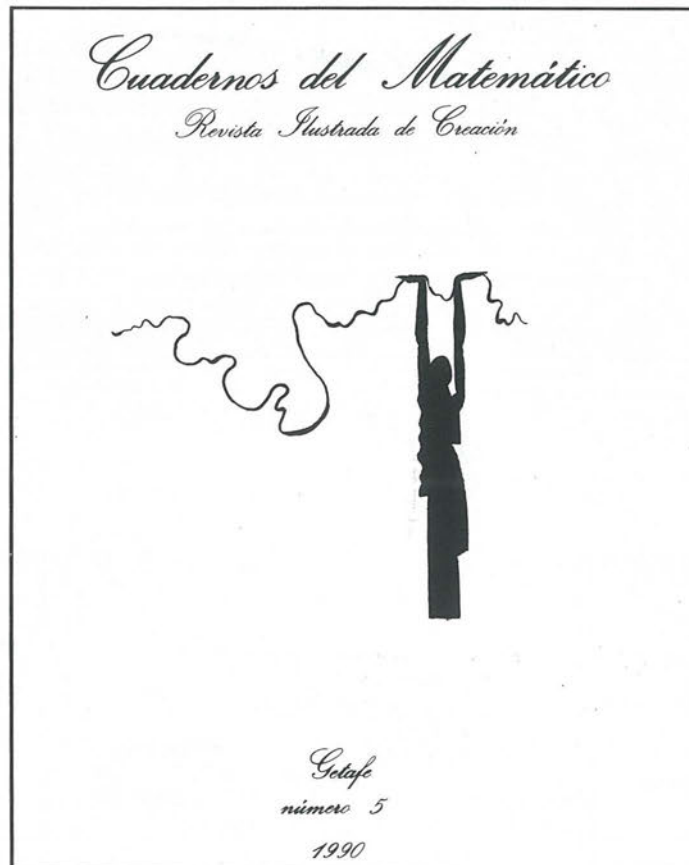 Cuadernos del Matemático
Revista Ilustrada de Creación
Getafe
número 5
1990